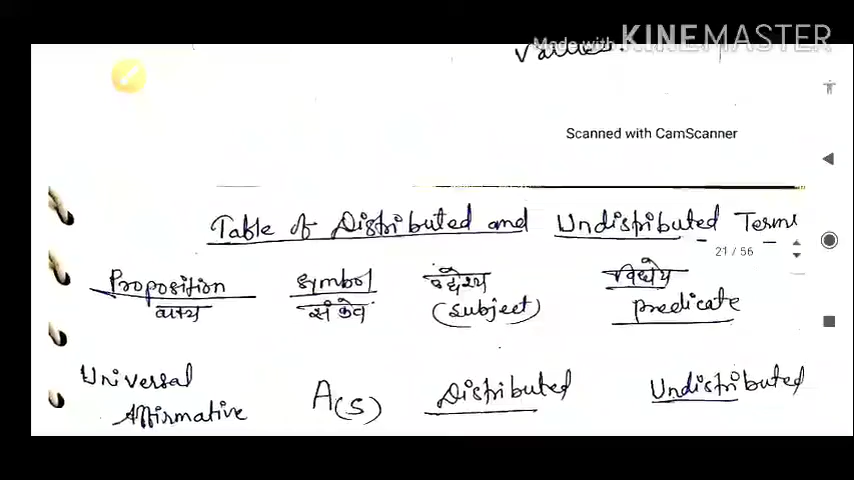 Made with KINEMASTER
Values.
Scanned with CamScanner
Table of Distributed and Undistributed Terms
21 / 56
Proposition Symbol उद्देश्य विधेय
वाक्य संकेत (Subject) Predicate
Universal
Affirmative A(S) Distributed Undistributed